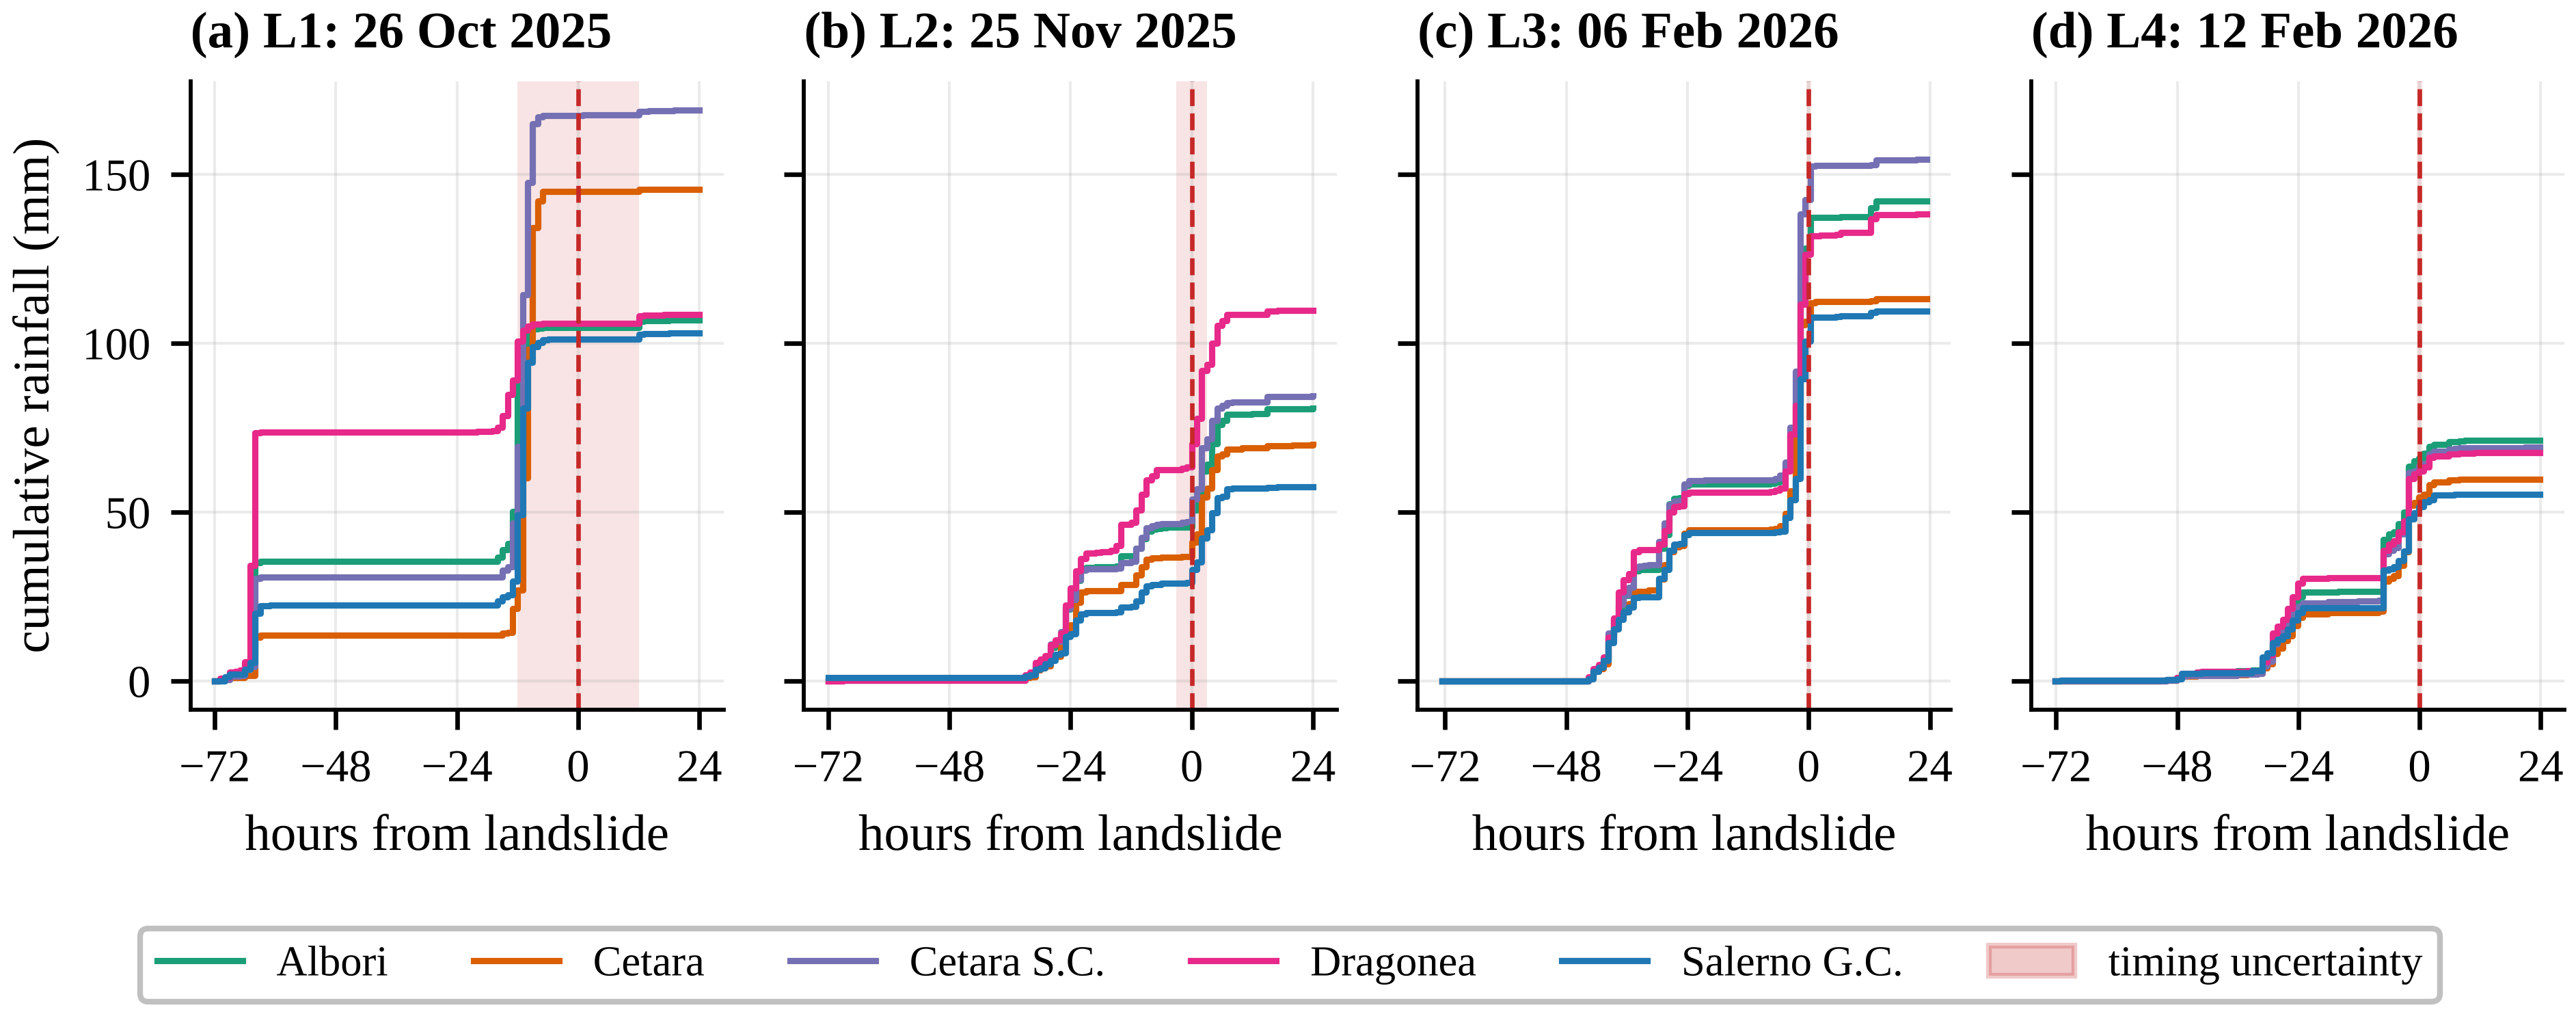 (a) L1: 26 Oct 2025
(b) L2: 25 Nov 2025
(c) L3: 06 Feb 2026
(d) L4: 12 Feb 2026
cumulative rainfall (mm)
150
100
50
0
−72 −48 −24 0 24
−72 −48 −24 0 24
−72 −48 −24 0 24
−72 −48 −24 0 24
hours from landslide
hours from landslide
hours from landslide
hours from landslide
Albori Cetara Cetara S.C. Dragonea Salerno G.C. timing uncertainty